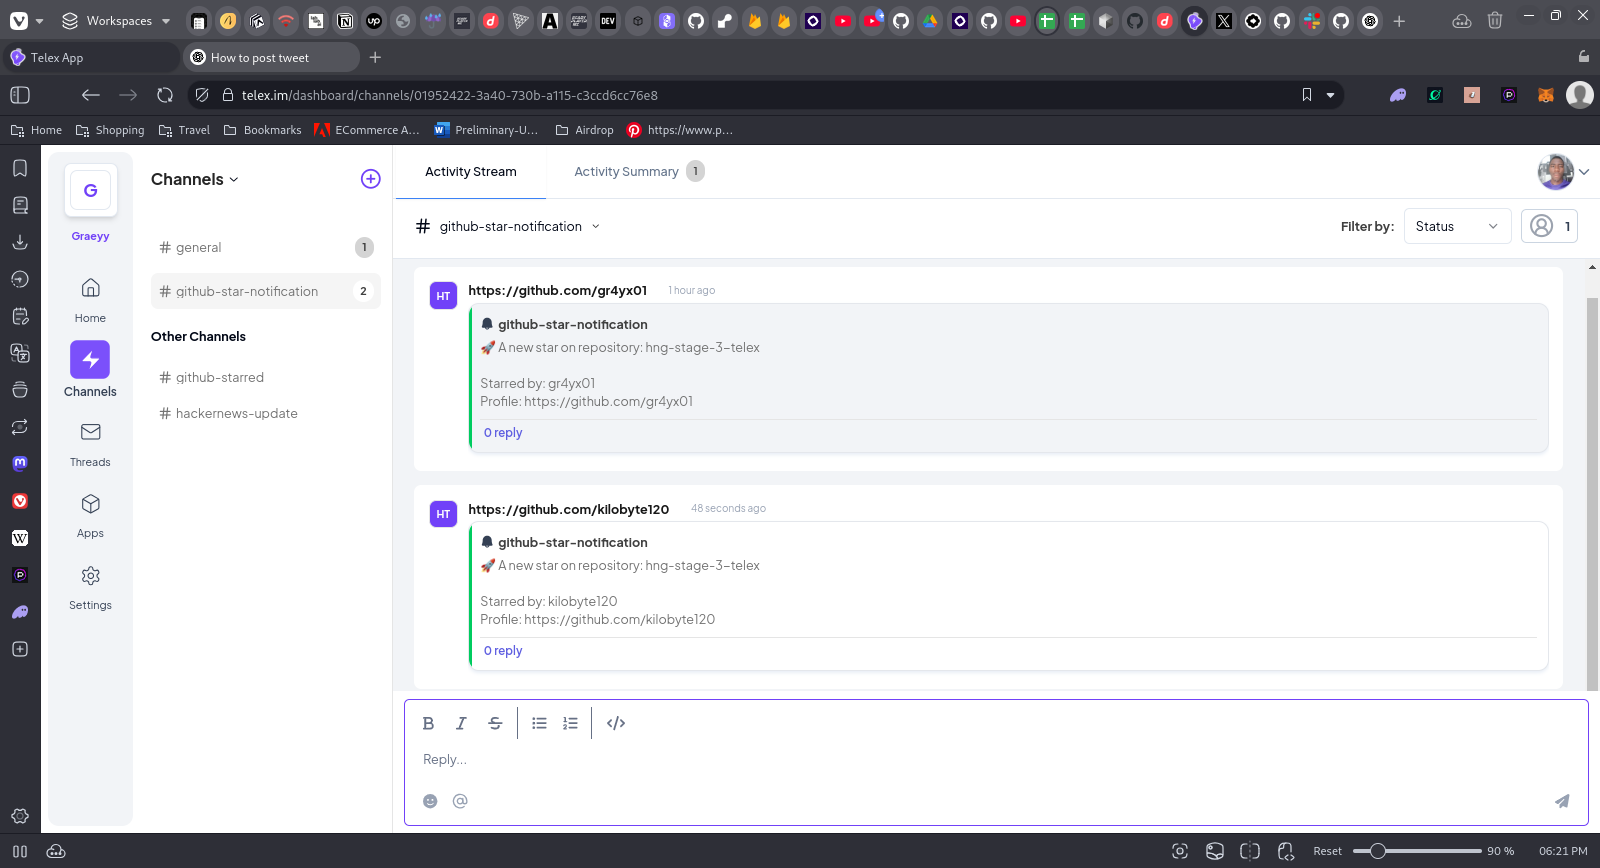 Workspaces
DEV
Telex App
How to post tweet
telex.im/dashboard/channels/01952422-3a40-730b-a115-c3ccd6cc76e8
Home
Shopping
Travel
Bookmarks
ECommerce A...
Preliminary-U...
Airdrop
https://www.p...
G
Graeyy
Home
Channels
Threads
Apps
Settings
Channels
# general
1
# github-star-notification
2
Other Channels
# github-starred
# hackernews-update
Activity Stream
Activity Summary 1
# github-star-notification
Filter by:
Status
1
HT
https://github.com/gr4yx01 1 hour ago
github-star-notification
🚀 A new star on repository: hng-stage-3-telex
Starred by: gr4yx01
Profile: https://github.com/gr4yx01
0 reply
HT
https://github.com/kilobyte120 48 seconds ago
github-star-notification
🚀 A new star on repository: hng-stage-3-telex
Starred by: kilobyte120
Profile: https://github.com/kilobyte120
0 reply
B I S </>
Reply...
@
Reset
90 %
06:21 PM